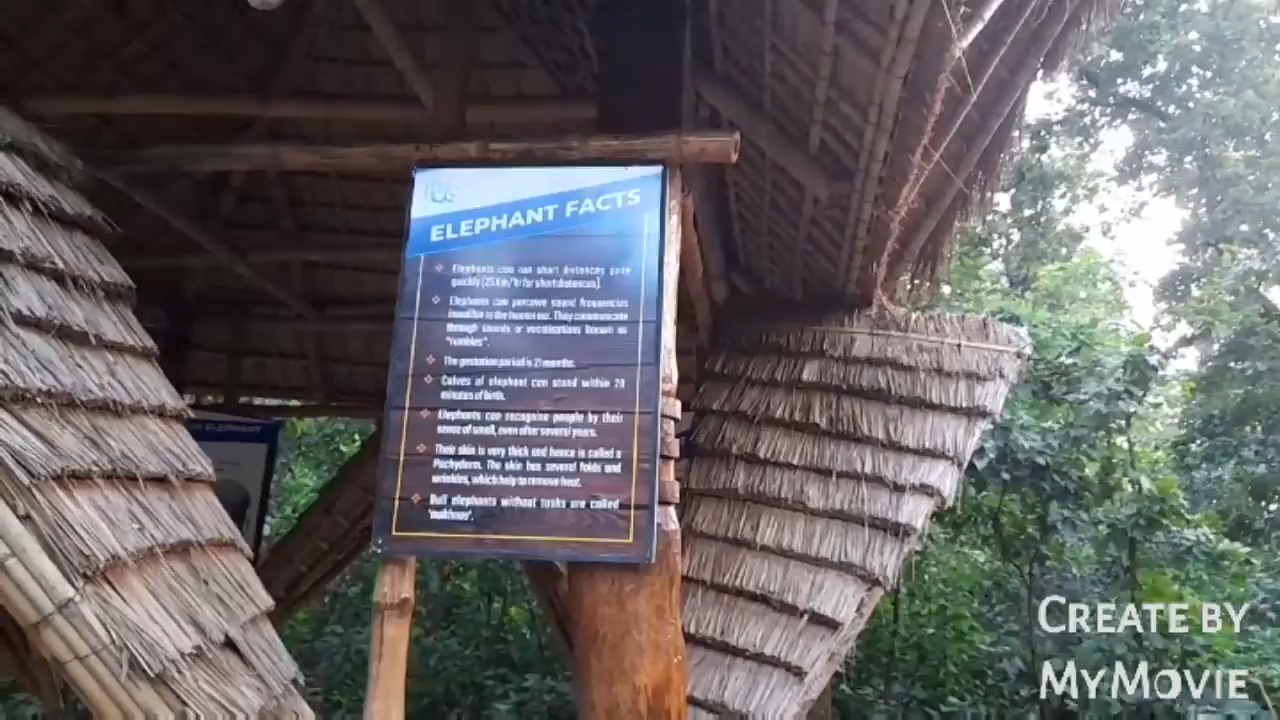 ELEPHANT FACTS
Elephants can run short distances quite
quickly (25 Km/hr for short distances).
Elephants can perceive sound frequencies
inaudible to the human ear. They communicate
through sounds or vocalisations known as
"rumbles".
The gestation period is 21 months.
Calves of elephant can stand within 20
minutes of birth.
Elephants can recognise people by their
sense of smell, even after several years.
Their skin is very thick and hence is called a
Pachyderm. The skin has several folds and
wrinkles, which help to remove heat.
Bull elephants without tusks are called
'makhnas'.
ELEPHANT
CREATE BY
MYMOVIE